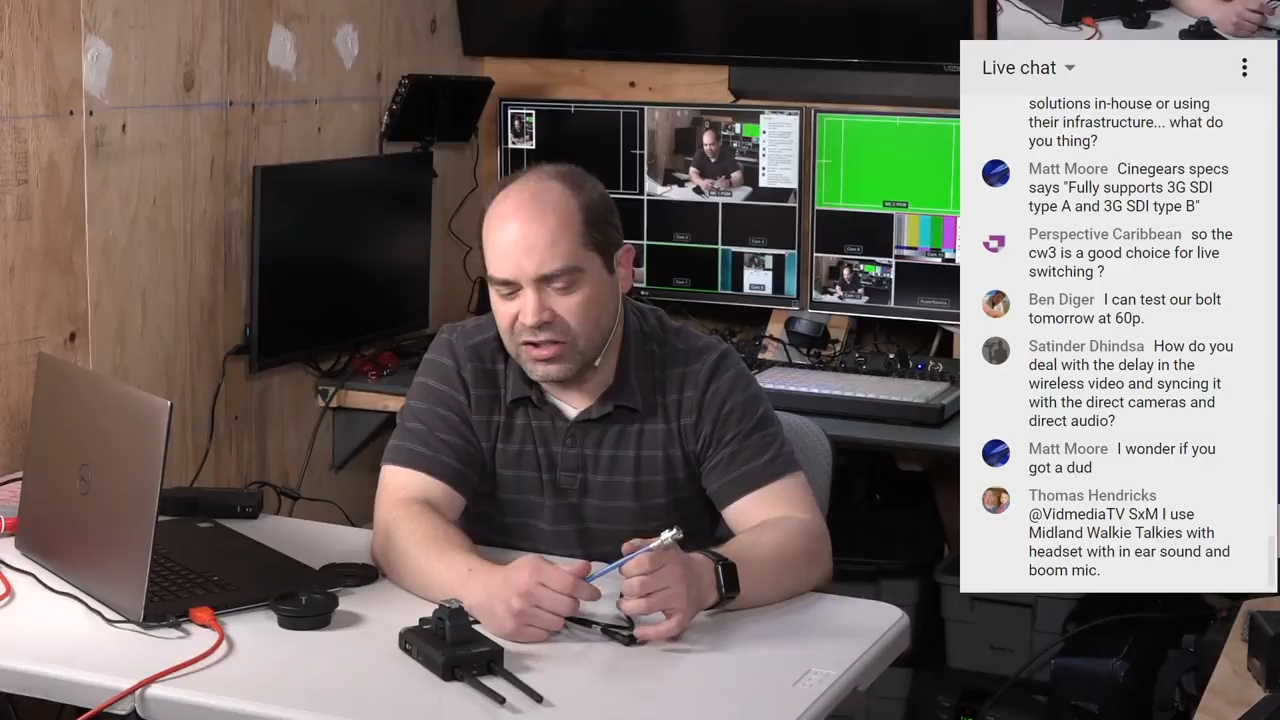 Live chat
solutions in-house or using
their infrastructure... what do
you thing?
Matt Moore Cinegears specs
says "Fully supports 3G SDI
type A and 3G SDI type B"
Perspective Caribbean so the
cw3 is a good choice for live
switching ?
Ben Diger I can test our bolt
tomorrow at 60p.
Satinder Dhindsa How do you
deal with the delay in the
wireless video and syncing it
with the direct cameras and
direct audio?
Matt Moore I wonder if you
got a dud
Thomas Hendricks
@VidmediaTV SxM I use
Midland Walkie Talkies with
headset with in ear sound and
boom mic.